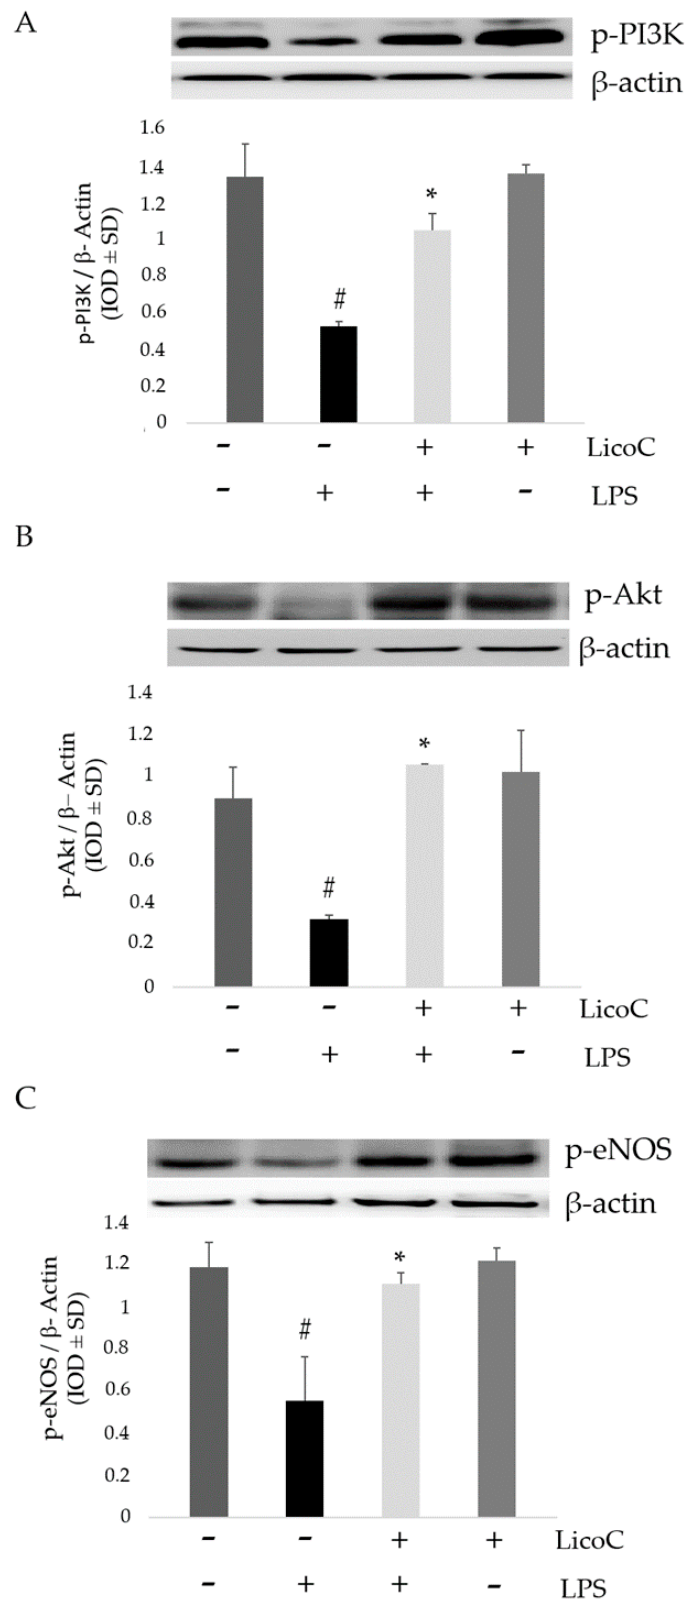 A
p-PI3K
β-actin
1.6
1.4
1.2
1
0.8
0.6
0.4
0.2
0
p-PI3K / β- Actin
(IOD ± SD)
#
*
- - + + LicoC
- + + - LPS
B
p-Akt
β-actin
1.4
1.2
1
0.8
0.6
0.4
0.2
0
p-Akt / β– Actin
(IOD ± SD)
#
*
- - + + LicoC
- + + - LPS
C
p-eNOS
β-actin
1.4
1.2
1
0.8
0.6
0.4
0.2
0
p-eNOS / β- Actin
(IOD ± SD)
#
*
- - + + LicoC
- + + - LPS